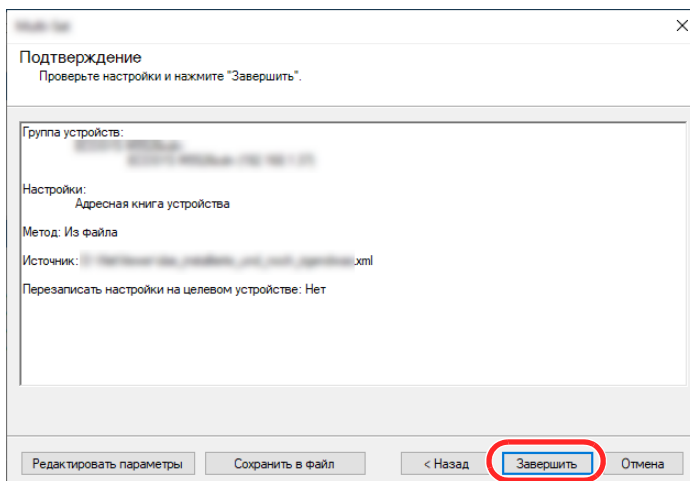 Подтверждение
Проверьте настройки и нажмите "Завершить".
Группа устройств:
Настройки:
Адресная книга устройства
Метод: Из файла
Источник: .xml
Перезаписать настройки на целевом устройстве: Нет
Редактировать параметры Сохранить в файл < Назад Завершить Отмена